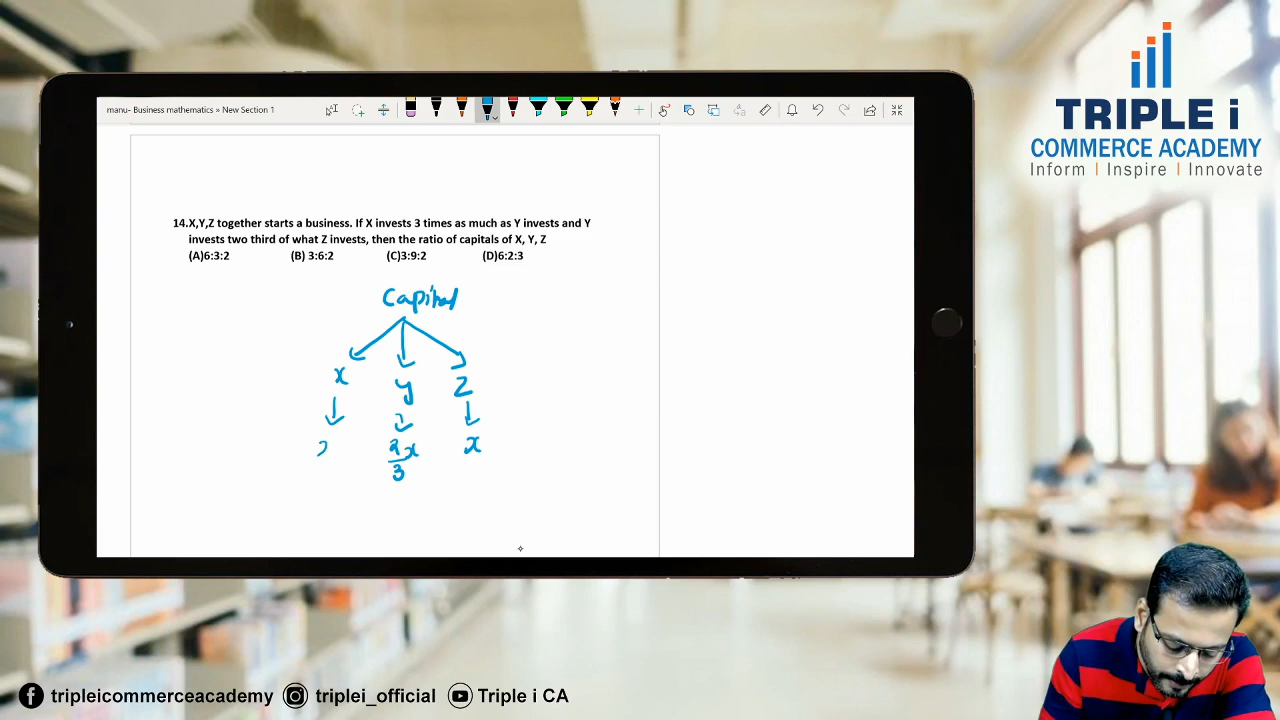 TRIPLE i
COMMERCE ACADEMY
Inform | Inspire | Innovate
manu- Business mathematics » New Section 1
14.X,Y,Z together starts a business. If X invests 3 times as much as Y invests and Y
invests two third of what Z invests, then the ratio of capitals of X, Y, Z
(A)6:3:2 (B) 3:6:2 (C)3:9:2 (D)6:2:3
Capital
x y z
2/3 x x
tripleicommerceacademy triplei_official Triple i CA